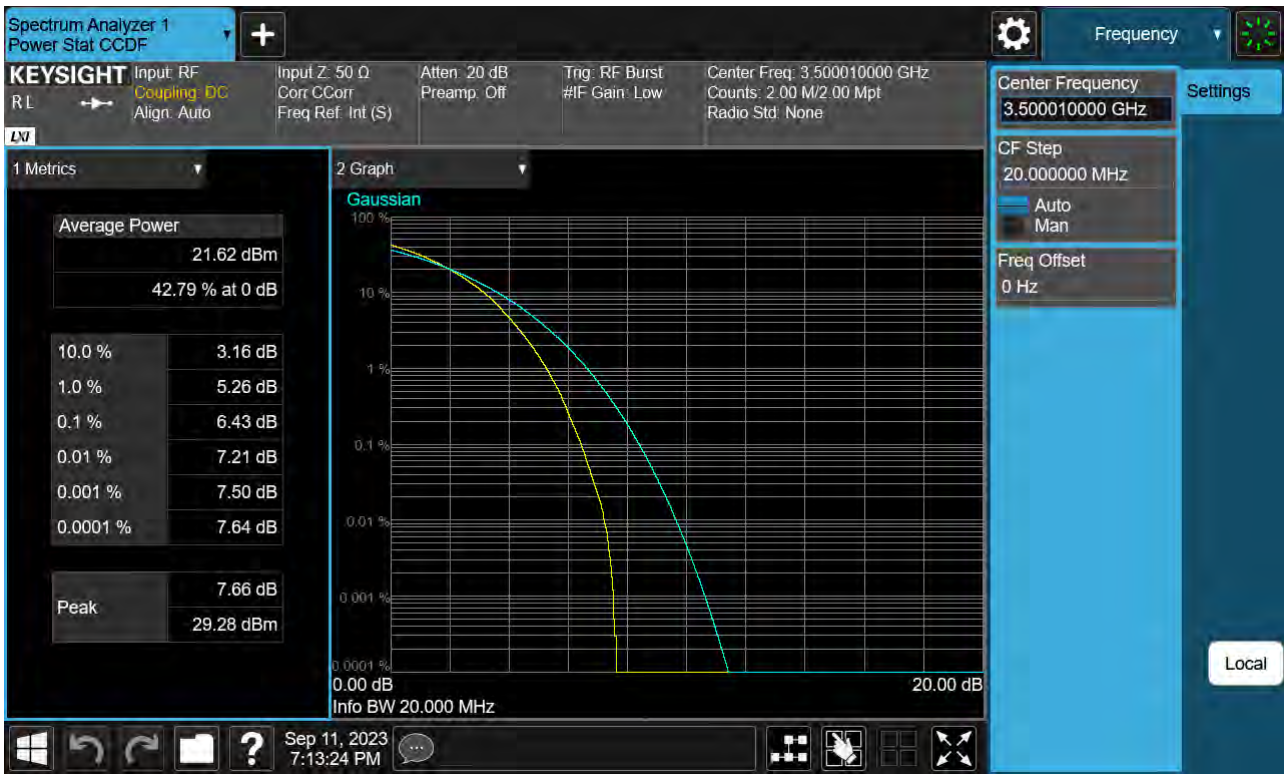 Spectrum Analyzer 1
Power Stat CCDF
+
Frequency
KEYSIGHT
RL
LXI
Input: RF
Coupling: DC
Align: Auto
Input Z: 50 Ω
Corr CCorr
Freq Ref: Int (S)
Atten: 20 dB
Preamp: Off
Trig: RF Burst
#IF Gain: Low
Center Freq: 3.500010000 GHz
Counts: 2.00 M/2.00 Mpt
Radio Std: None
1 Metrics
Average Power
21.62 dBm
42.79 % at 0 dB
10.0 % 3.16 dB
1.0 % 5.26 dB
0.1 % 6.43 dB
0.01 % 7.21 dB
0.001 % 7.50 dB
0.0001 % 7.64 dB
Peak
7.66 dB
29.28 dBm
2 Graph
Gaussian
100 %
10 %
1 %
0.1 %
0.01 %
0.001 %
0.0001 %
0.00 dB 20.00 dB
Info BW 20.000 MHz
Center Frequency
3.500010000 GHz
CF Step
20.000000 MHz
Auto
Man
Freq Offset
0 Hz
Settings
Local
?
Sep 11, 2023
7:13:24 PM